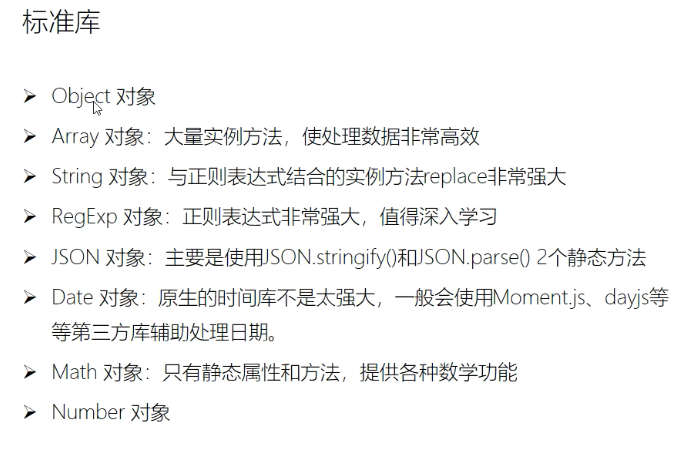 标准库
Object 对象
Array 对象：大量实例方法，使处理数据非常高效
String 对象：与正则表达式结合的实例方法replace非常强大
RegExp 对象：正则表达式非常强大，值得深入学习
JSON 对象：主要是使用JSON.stringify()和JSON.parse() 2个静态方法
Date 对象：原生的时间库不是太强大，一般会使用Moment.js、dayjs等
等第三方库辅助处理日期。
Math 对象：只有静态属性和方法，提供各种数学功能
Number 对象